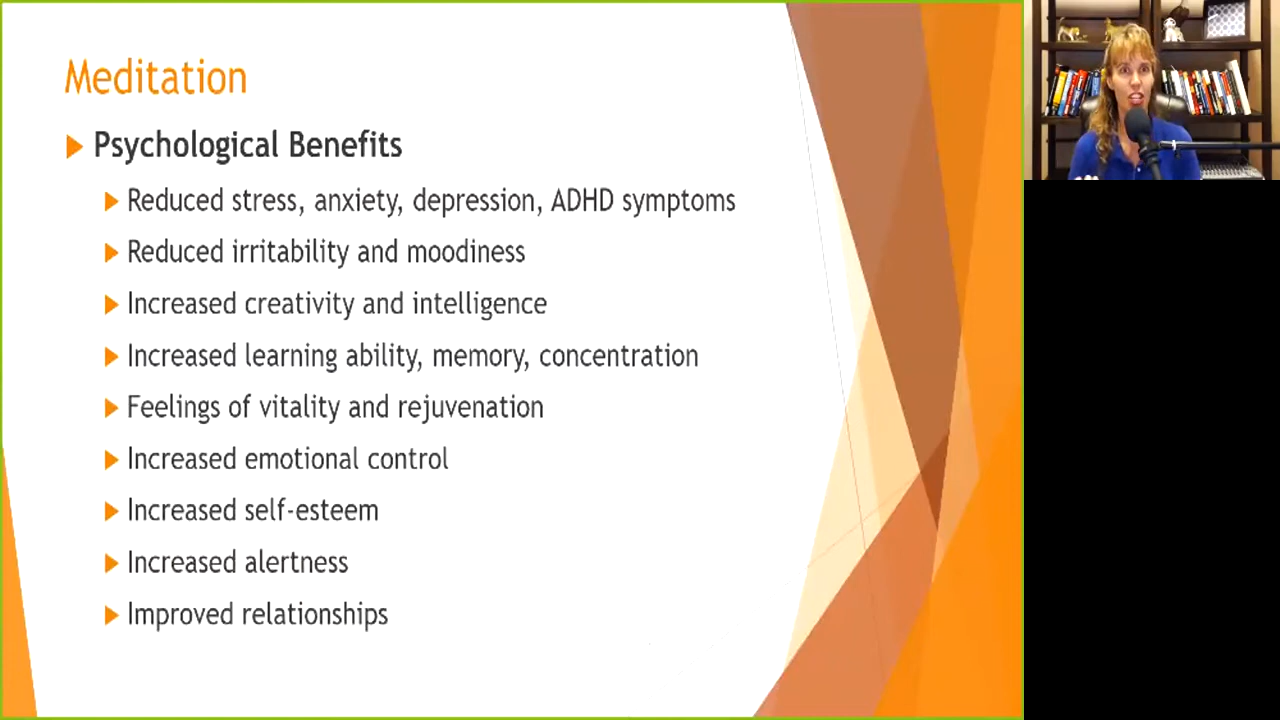 Meditation
Psychological Benefits
Reduced stress, anxiety, depression, ADHD symptoms
Reduced irritability and moodiness
Increased creativity and intelligence
Increased learning ability, memory, concentration
Feelings of vitality and rejuvenation
Increased emotional control
Increased self-esteem
Increased alertness
Improved relationships